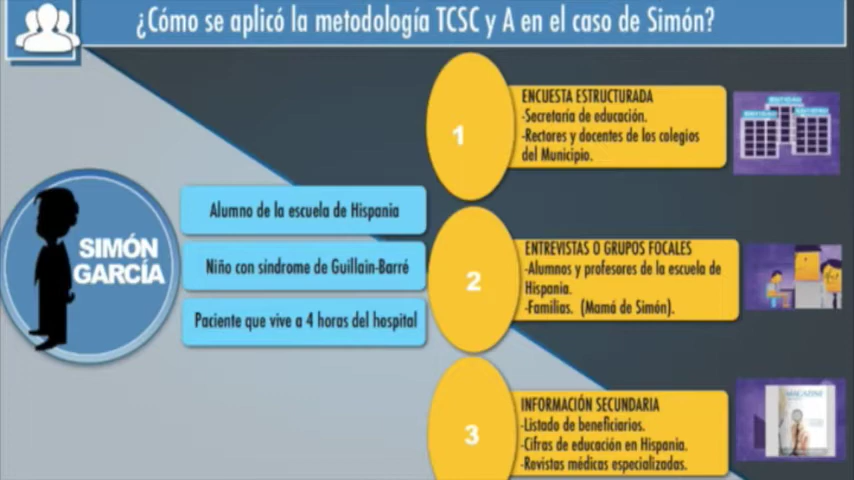 ¿Cómo se aplicó la metodología TCSC y A en el caso de Simón?
SIMÓN
GARCÍA
Alumno de la escuela de Hispania
Niño con síndrome de Guillain-Barré
Paciente que vive a 4 horas del hospital
1
ENCUESTA ESTRUCTURADA
-Secretaría de educación.
-Rectores y docentes de los colegios
del Municipio.
2
ENTREVISTAS O GRUPOS FOCALES
-Alumnos y profesores de la escuela de
Hispania.
-Familias. (Mamá de Simón).
3
INFORMACIÓN SECUNDARIA
-Listado de beneficiarios.
-Cifras de educación en Hispania.
-Revistas médicas especializadas.
MAGAZINE